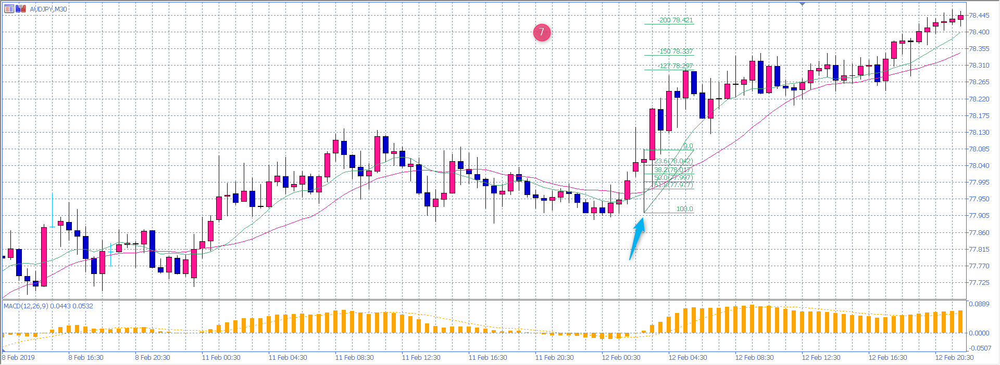 AUDJPY,M30
7
-200 78.421
-150 78.337
-127 78.297
0.0
23.6(78.042)
38.2(78.017)
50.0(77.997)
61.8(77.977)
100.0
78.445
78.400
78.355
78.310
78.265
78.220
78.175
78.130
78.085
78.040
77.995
77.950
77.905
77.860
77.815
77.770
77.725
MACD(12,26,9) 0.0443 0.0532
0.0889
0.0000
-0.0507
8 Feb 2019
8 Feb 16:30
8 Feb 20:30
11 Feb 00:30
11 Feb 04:30
11 Feb 08:30
11 Feb 12:30
11 Feb 16:30
11 Feb 20:30
12 Feb 00:30
12 Feb 04:30
12 Feb 08:30
12 Feb 12:30
12 Feb 16:30
12 Feb 20:30